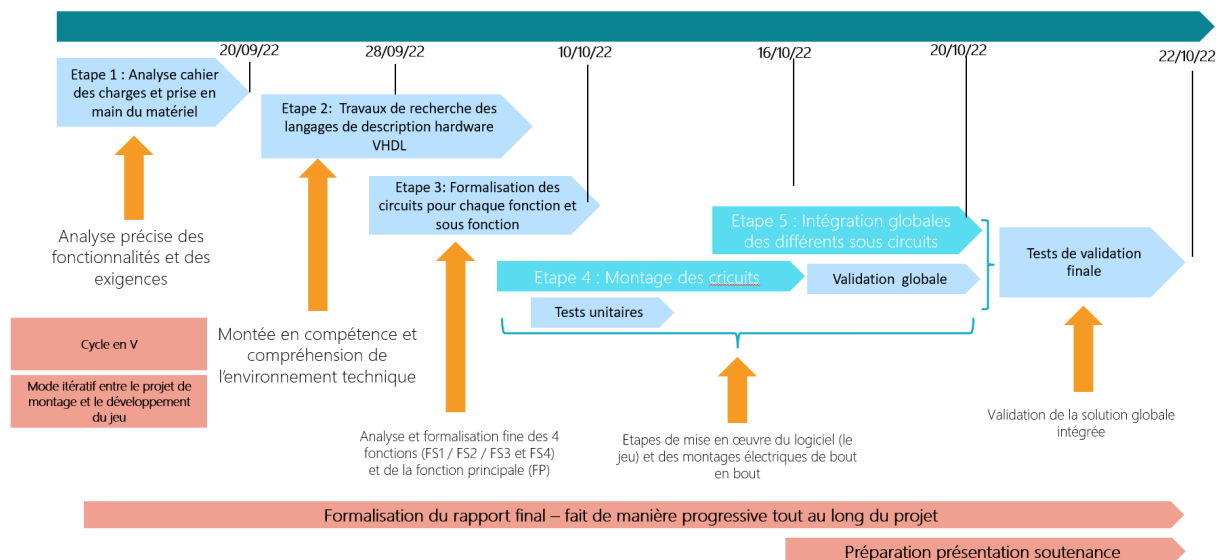 20/09/22
28/09/22
10/10/22
16/10/22
20/10/22
22/10/22
Etape 1 : Analyse cahier
des charges et prise en
main du matériel
Etape 2:  Travaux de recherche des
langages de description hardware
VHDL
Etape 3: Formalisation des
circuits pour chaque fonction et
sous fonction
Etape 5 : Intégration globales
des différents sous circuits
Etape 4 : Montage des cricuits
Validation  globale
Tests unitaires
Tests de validation
finale
Analyse précise des
fonctionnalités et des
exigences
Cycle en V
Mode itératif entre le projet de
montage et le développement
du jeu
Montée en compétence et
compréhension de
l'environnement technique
Analyse et formalisation fine des 4
fonctions (FS1 / FS2 / FS3 et FS4)
et de la fonction principale (FP)
Etapes de mise en œuvre du logiciel (le
jeu) et des montages électriques de bout
en bout
Validation de la solution globale
intégrée
Formalisation du rapport final – fait de manière progressive tout au long du projet
Préparation présentation soutenance